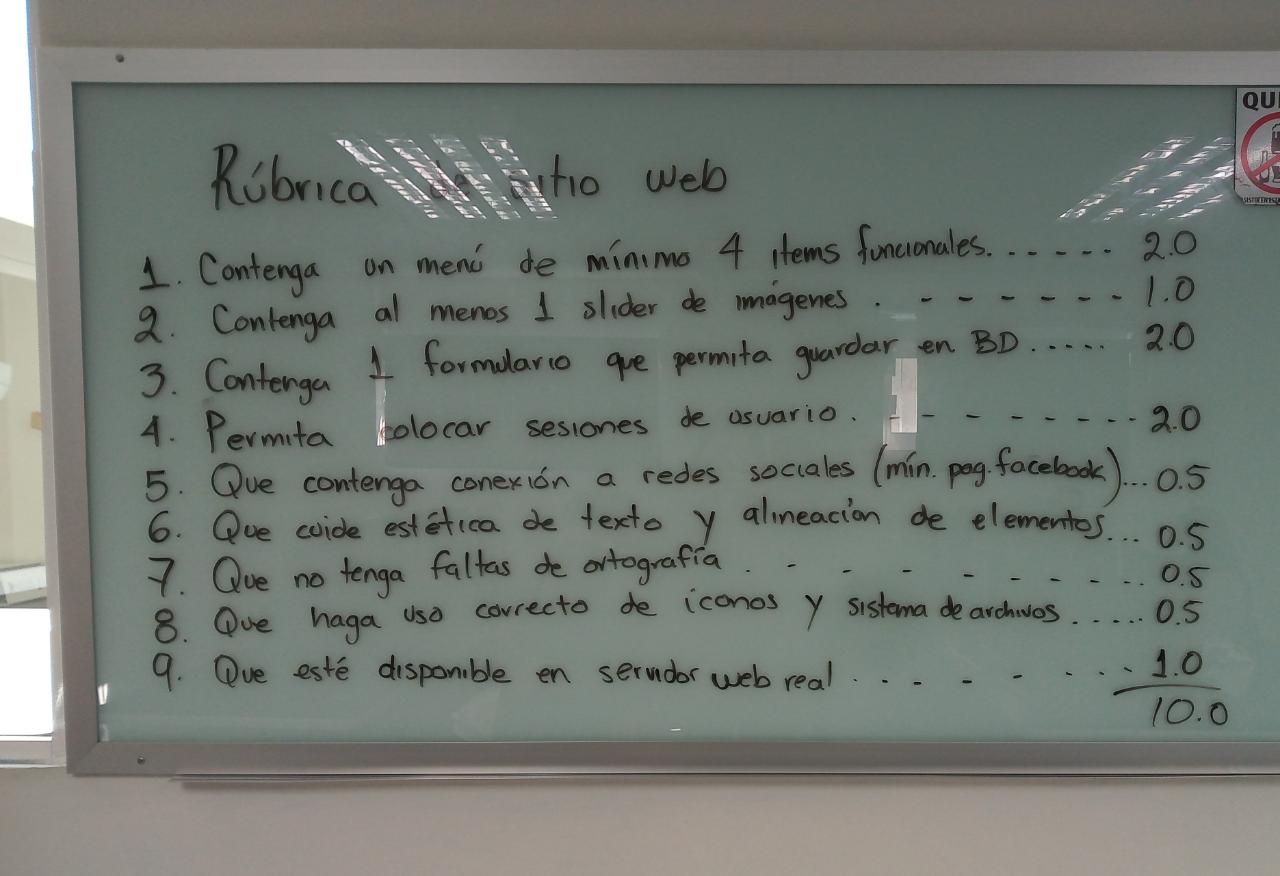 Rúbrica de sitio web
1. Contenga un menú de mínimo 4 items funcionales. . . . . . 2.0
2. Contenga al menos 1 slider de imágenes . - - - - - - - 1.0
3. Contenga 1 formulario que permita guardar en BD . . . . . 2.0
4. Permita colocar sesiones de usuario . - - - - - - - - 2.0
5. Que contenga conexión a redes sociales (mín. pag. facebook)... 0.5
6. Que cuide estética de texto y alineación de elementos... 0.5
7. Que no tenga faltas de ortografía . - - - - - - - - .. 0.5
8. Que haga uso correcto de iconos y sistema de archivos . . . . . 0.5
9. Que esté disponible en servidor web real . . . - - - . . . 1.0
10.0
QU